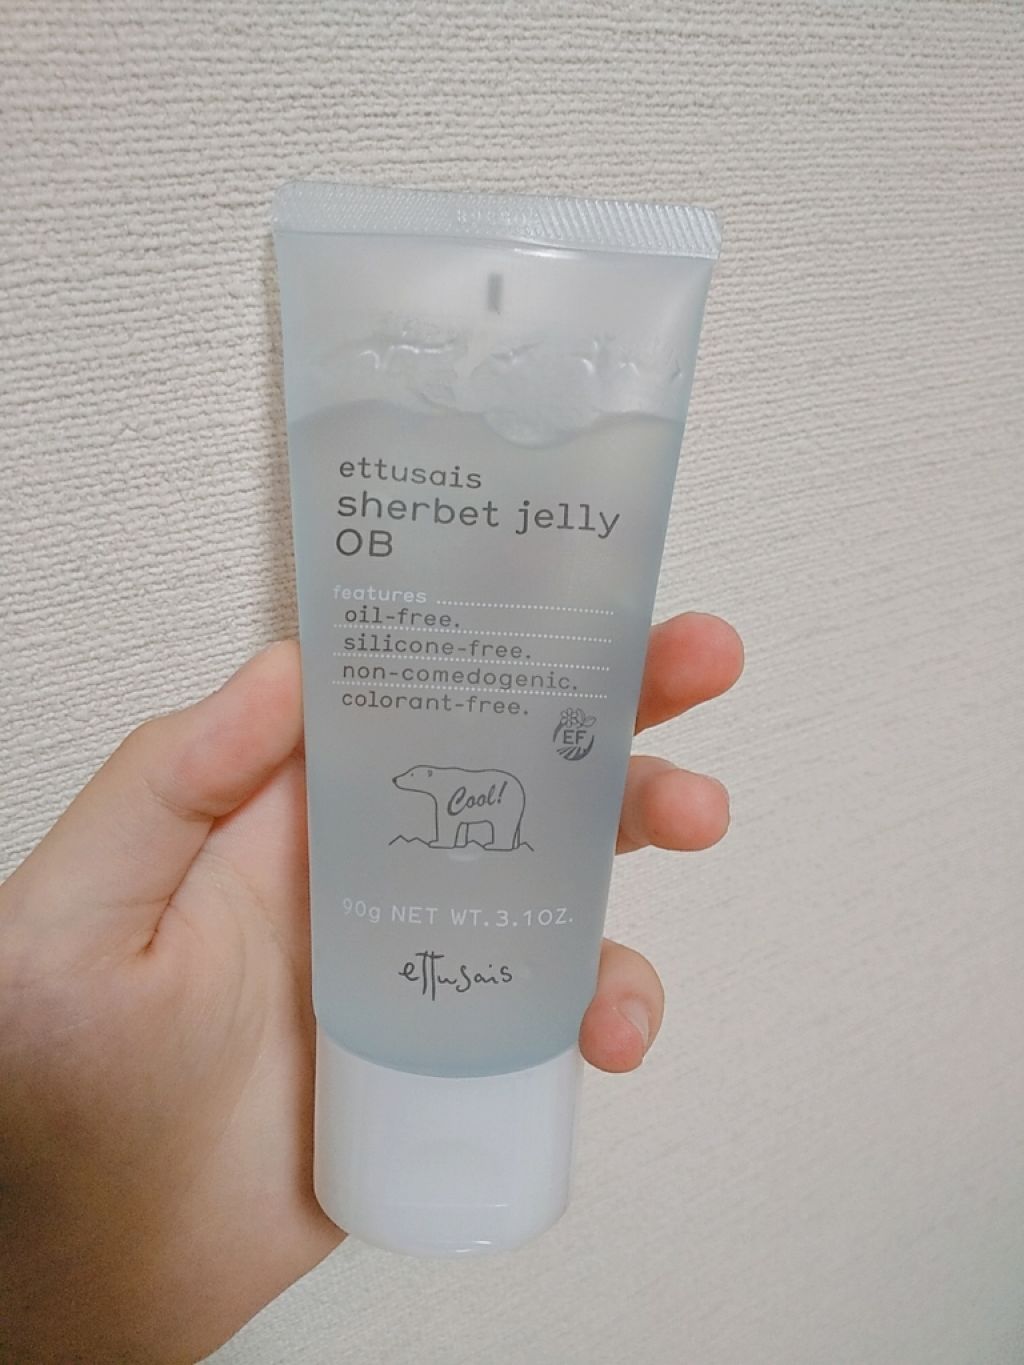 ettusais
sherbet jelly
OB
features
oil-free.
silicone-free.
non-comedogenic.
colorant-free.
EF
Cool!
90g NET WT.3.1OZ.
ettusais